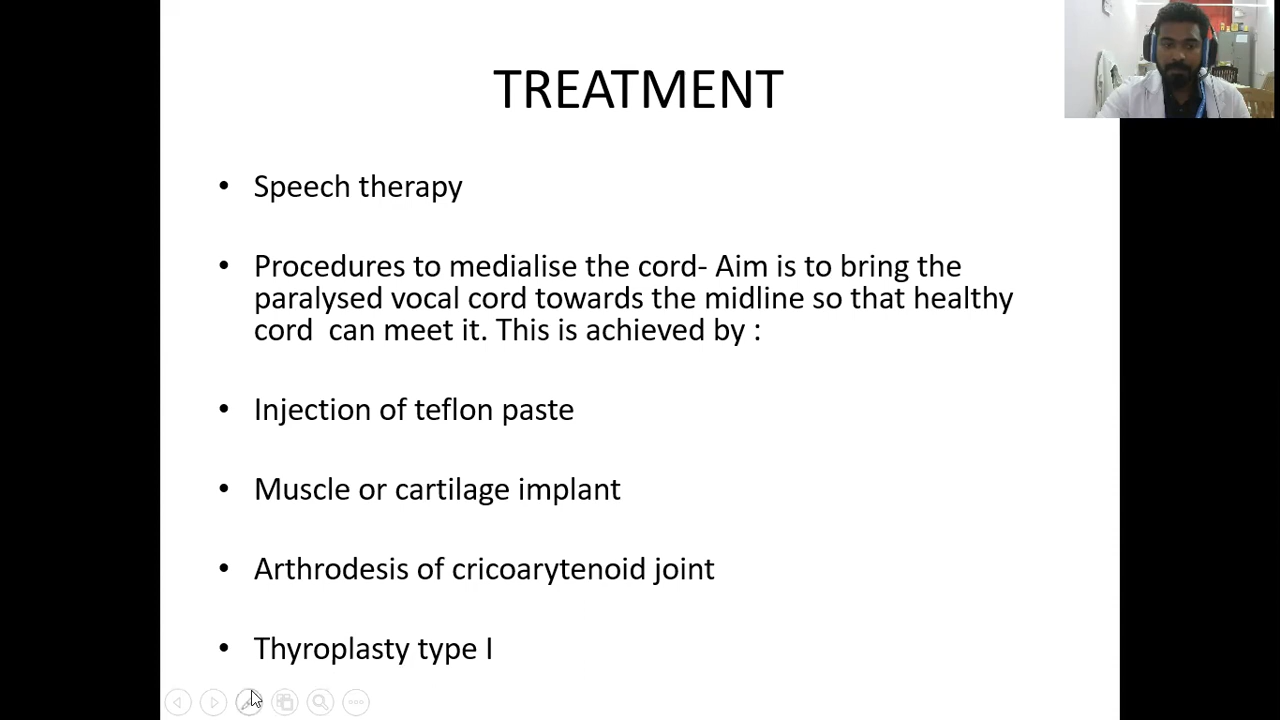 TREATMENT
• Speech therapy
• Procedures to medialise the cord- Aim is to bring the
paralysed vocal cord towards the midline so that healthy
cord  can meet it. This is achieved by :
• Injection of teflon paste
• Muscle or cartilage implant
• Arthrodesis of cricoarytenoid joint
• Thyroplasty type I